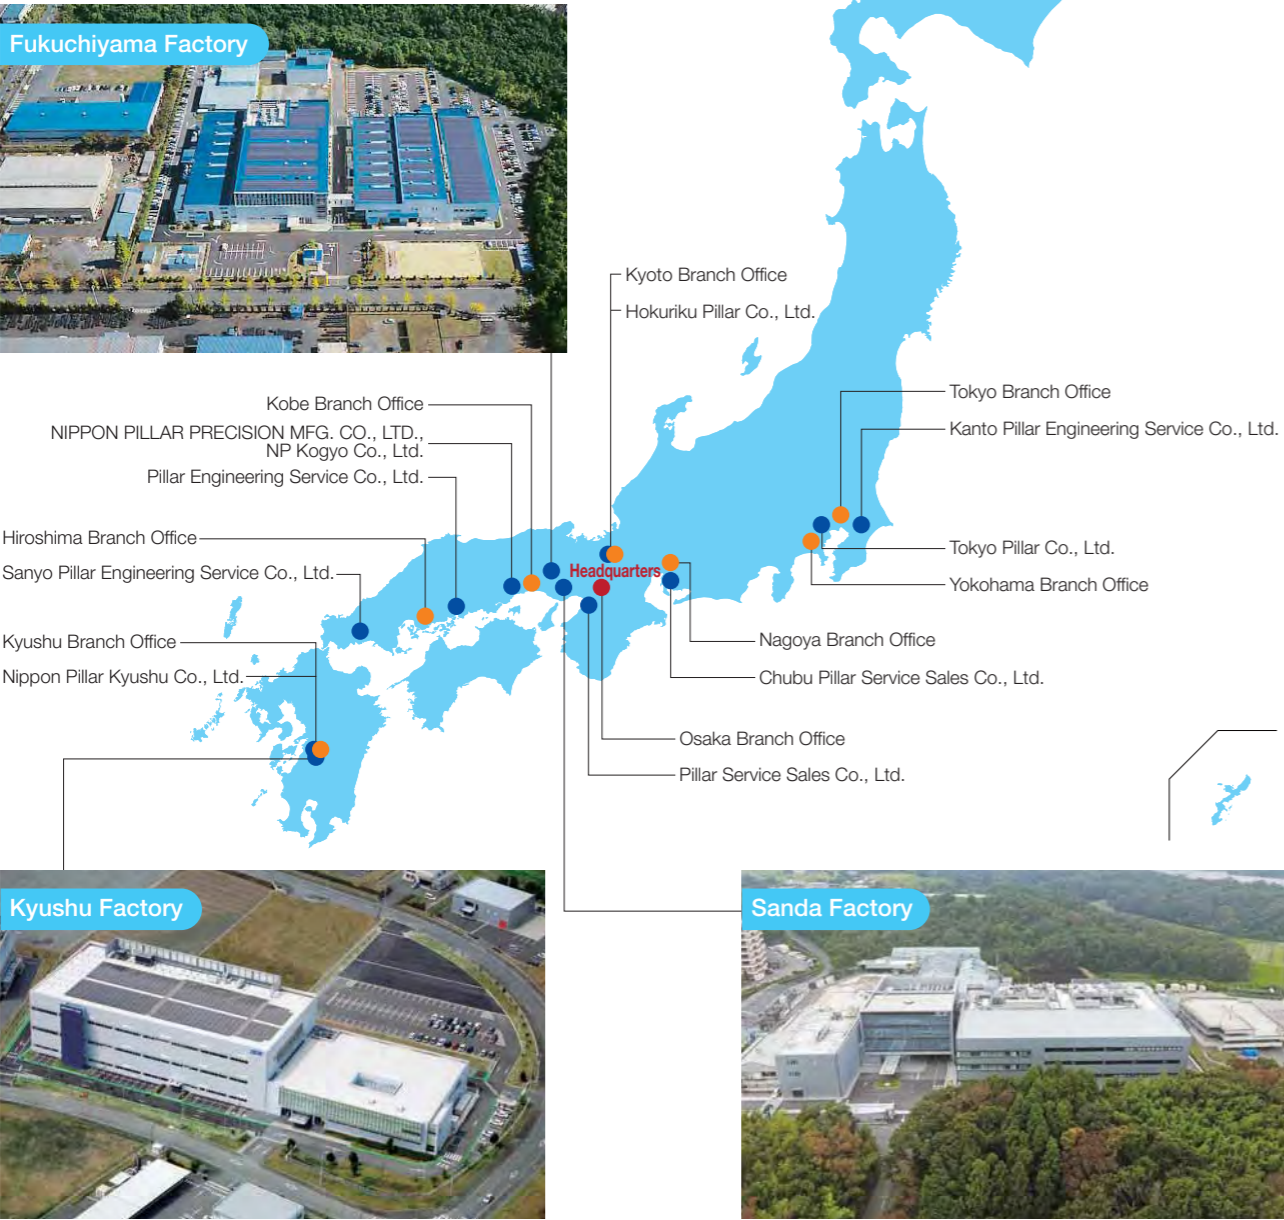 Fukuchiyama Factory
Kyoto Branch Office
Hokuriku Pillar Co., Ltd.
Kobe Branch Office
NIPPON PILLAR PRECISION MFG. CO., LTD.,
NP Kogyo Co., Ltd.
Pillar Engineering Service Co., Ltd.
Hiroshima Branch Office
Sanyo Pillar Engineering Service Co., Ltd.
Kyushu Branch Office
Nippon Pillar Kyushu Co., Ltd.
Tokyo Branch Office
Kanto Pillar Engineering Service Co., Ltd.
Tokyo Pillar Co., Ltd.
Yokohama Branch Office
Headquarters
Nagoya Branch Office
Chubu Pillar Service Sales Co., Ltd.
Osaka Branch Office
Pillar Service Sales Co., Ltd.
Kyushu Factory
Sanda Factory